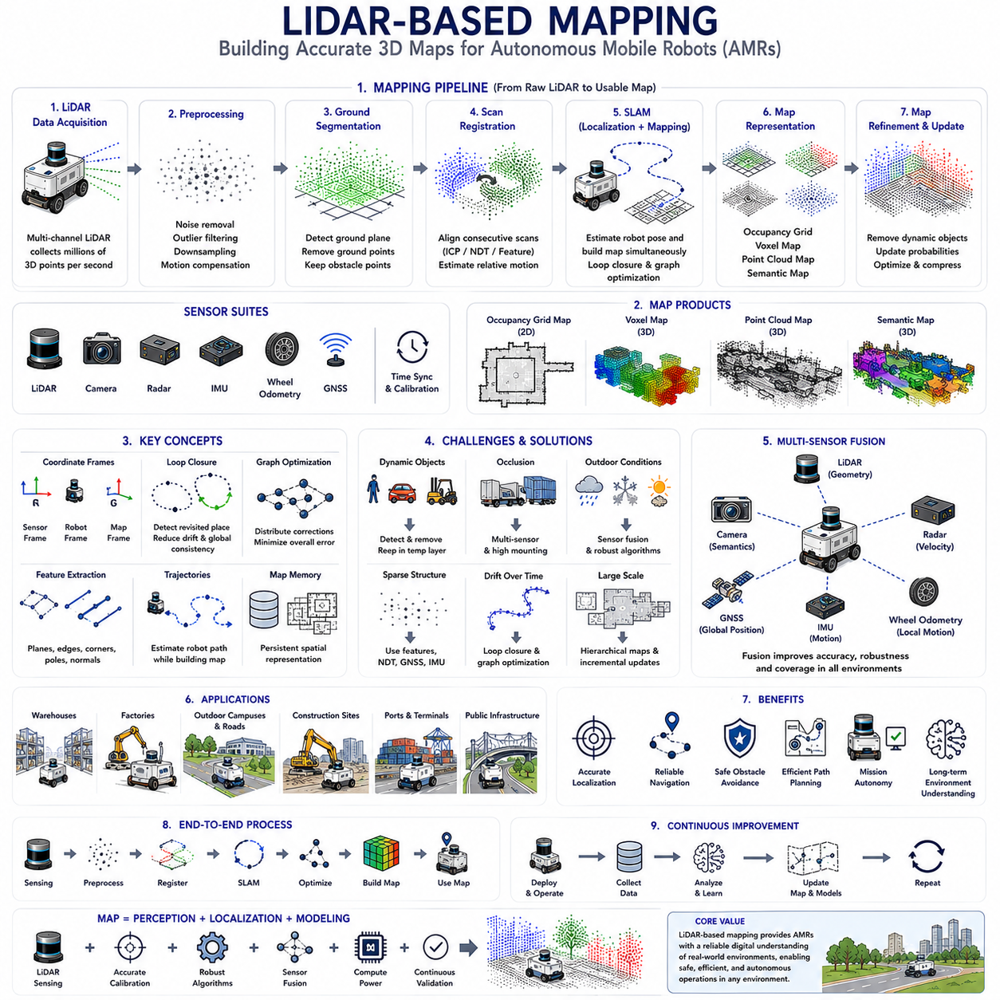 LIDAR-BASED MAPPING
Building Accurate 3D Maps for Autonomous Mobile Robots (AMRs)
1. MAPPING PIPELINE (From Raw LiDAR to Usable Map)
1. LiDAR
Data Acquisition
Multi-channel LiDAR
collects millions of
3D points per second
2. Preprocessing
Noise removal
Outlier filtering
Downsampling
Motion compensation
3. Ground
Segmentation
Detect ground plane
Remove ground points
Keep obstacle points
4. Scan
Registration
Align consecutive scans
(ICP / NDT / Feature)
Estimate relative motion
5. SLAM
(Localization + Mapping)
Estimate robot pose and
build map simultaneously
Loop closure & graph
optimization
6. Map
Representation
Occupancy Grid
Voxel Map
Point Cloud Map
Semantic Map
7. Map
Refinement & Update
Remove dynamic objects
Update probabilities
Optimize & compress
SENSOR SUITES
LiDAR
Camera
Radar
IMU
Wheel
Odometry
GNSS
Time Sync
& Calibration
2. MAP PRODUCTS
Occupancy Grid Map
(2D)
Voxel Map
(3D)
Point Cloud Map
(3D)
Semantic Map
(3D)
3. KEY CONCEPTS
Coordinate Frames
R
G
Sensor
Frame
Robot
Frame
Map
Frame
Loop Closure
Detect revisited place
Reduce drift & global
consistency
Graph Optimization
Distribute corrections
Minimize overall error
Feature Extraction
Planes, edges, corners,
poles, normals
Trajectories
Estimate robot path
while building map
Map Memory
Persistent spatial
representation
4. CHALLENGES & SOLUTIONS
Dynamic Objects
Detect & remove
Reep in temp layer
Occlusion
Multi-sensor
& high mounting
Outdoor Conditions
Sensor fusion
& robust algorithms
Sparse Structure
Use features,
NDT, GNSS, IMU
Drift Over Time
Loop closure &
graph optimization
Large Scale
Hierarchical maps &
incremental updates
5. MULTI-SENSOR FUSION
LiDAR
(Geometry)
Camera
(Semantics)
Radar
(Velocity)
GNSS
(Global Position)
IMU
(Motion)
Wheel Odometry
(Local Motion)
Fusion improves accuracy, robustness
and coverage in all environments
6. APPLICATIONS
Warehouses
Factories
Outdoor Campuses
& Roads
Construction Sites
Ports & Terminals
Public Infrastructure
7. BENEFITS
Accurate
Localization
Reliable
Navigation
Safe Obstacle
Avoidance
Efficient Path
Planning
Mission
Autonomy
Long-term
Environment
Understanding
8. END-TO-END PROCESS
Sensing
Preprocess
Register
SLAM
Optimize
Build Map
Use Map
9. CONTINUOUS IMPROVEMENT
Deploy
& Operate
Collect
Data
Analyze
& Learn
Update
Map & Models
Repeat
MAP = PERCEPTION + LOCALIZATION + MODELING
LiDAR
Sensing
+
Accurate
Calibration
+
Robust
Algorithms
+
Sensor
Fusion
+
Compute
Power
+
Continuous
Validation
CORE VALUE
LiDAR-based mapping provides AMRs
with a reliable digital understanding
of real-world environments, enabling
safe, efficient, and autonomous
operations in any environment.